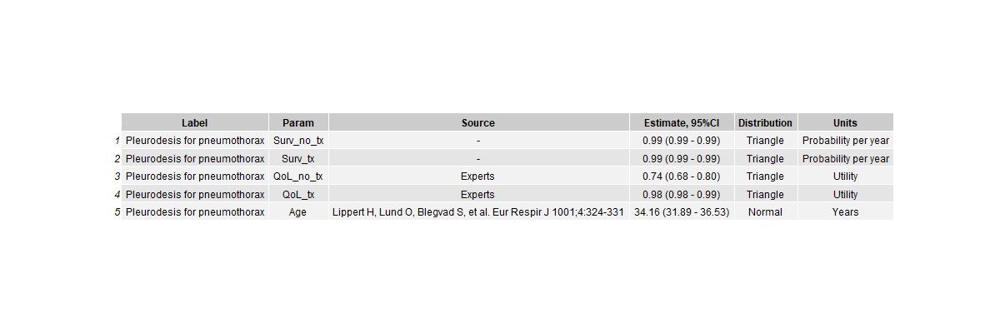 Label Param Source Estimate, 95%CI Distribution Units
1 Pleurodesis for pneumothorax Surv_no_tx - 0.99 (0.99 - 0.99) Triangle Probability per year
2 Pleurodesis for pneumothorax Surv_tx - 0.99 (0.99 - 0.99) Triangle Probability per year
3 Pleurodesis for pneumothorax QoL_no_tx Experts 0.74 (0.68 - 0.80) Triangle Utility
4 Pleurodesis for pneumothorax QoL_tx Experts 0.98 (0.98 - 0.99) Triangle Utility
5 Pleurodesis for pneumothorax Age Lippert H, Lund O, Blegvad S, et al. Eur Respir J 1001;4:324-331 34.16 (31.89 - 36.53) Normal Years